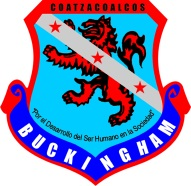 COATZACOALCOS
"Por el Desarrollo del Ser Humano en la Sociedad"
BUCKINGHAM